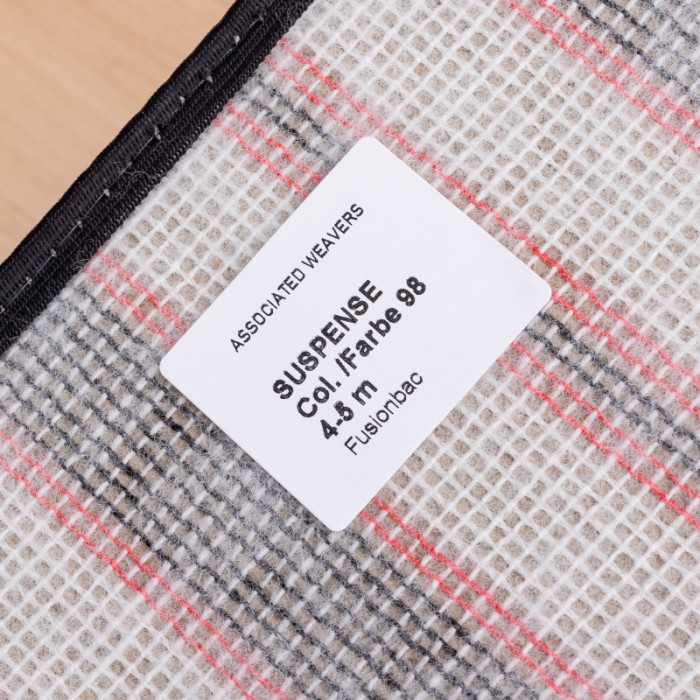 ASSOCIATED WEAVERS
SUSPENSE
Col. /Farbe 98
4-5 m
Fusionbac